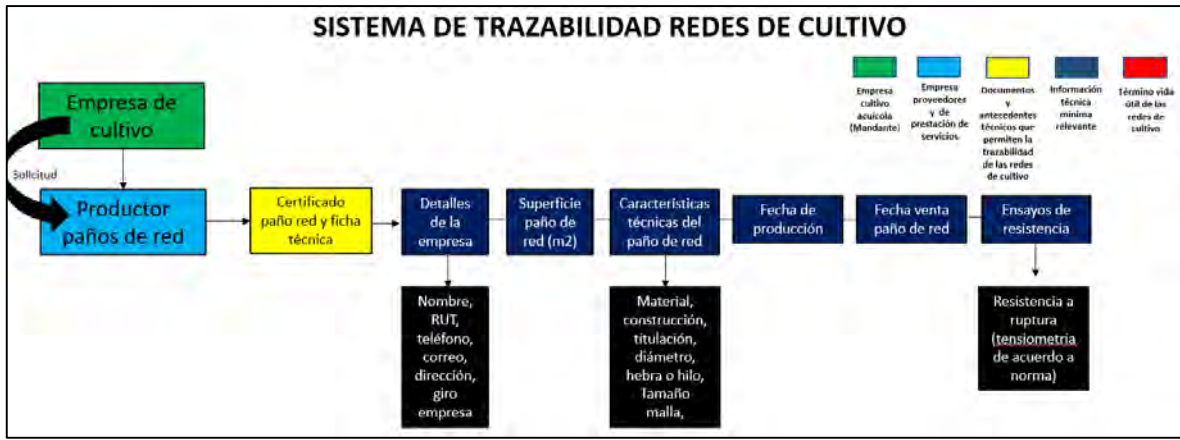 SISTEMA DE TRAZABILIDAD REDES DE CULTIVO
Empresa
cultivo
acuícola
(Mandante)
Empresa
proveedores
y de
prestación de
servicios
Documentos
y
antecedentes
técnicos que
permiten la
trazabilidad
de las redes
de cultivo
Información
técnica
mínima
relevante
Término vida
útil de las
redes de
cultivo
Empresa de
cultivo
Solicitud
Productor
paños de red
Certificado
paño red y ficha
técnica
Detalles
de la
empresa
Superficie
paño de
red (m2)
Características
técnicas del
paño de red
Fecha de
producción
Fecha venta
paño de red
Ensayos de
resistencia
Nombre,
RUT,
teléfono,
correo,
dirección,
giro
empresa
Material,
construcción,
titulación,
diámetro,
hebra o hilo,
Tamaño
malla,
Resistencia a
ruptura
(tensiometria
de acuerdo a
norma)